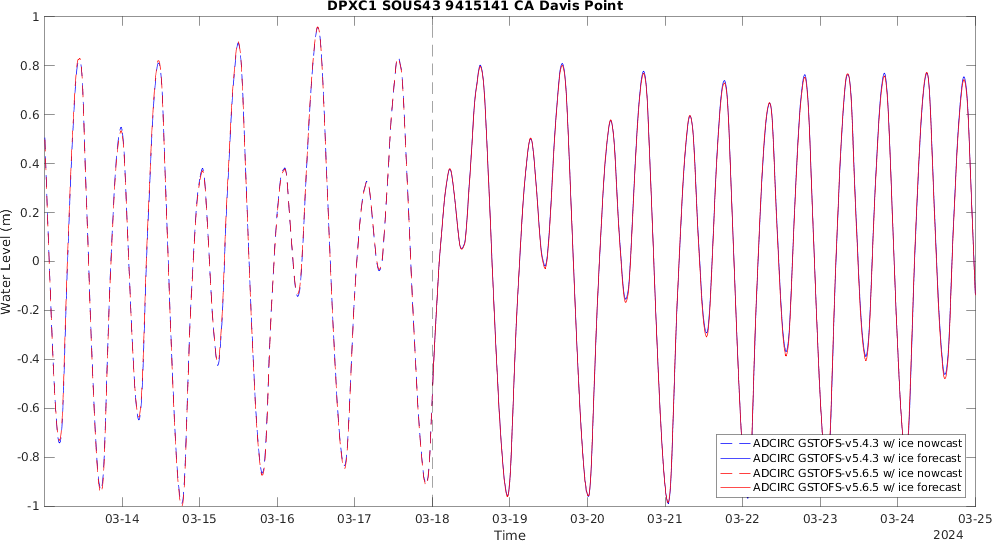 DPXC1 SOUS43 9415141 CA Davis Point
1
0.8
0.6
0.4
0.2
0
-0.2
-0.4
-0.6
-0.8
-1
Water Level (m)
ADCIRC GSTOFS-v5.4.3 w/ ice nowcast
ADCIRC GSTOFS-v5.4.3 w/ ice forecast
ADCIRC GSTOFS-v5.6.5 w/ ice nowcast
ADCIRC GSTOFS-v5.6.5 w/ ice forecast
03-14 03-15 03-16 03-17 03-18 03-19 03-20 03-21 03-22 03-23 03-24 03-25
Time
2024